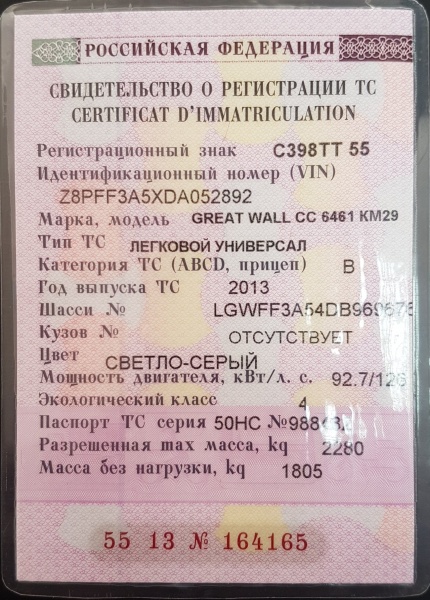 РОССИЙСКАЯ ФЕДЕРАЦИЯ
СВИДЕТЕЛЬСТВО О РЕГИСТРАЦИИ ТС
CERTIFICAT D'IMMATRICULATION
Регистрационный знак С398ТТ 55
Идентификационный номер (VIN)
Z8PFF3A5XDA052892
Марка, модель GREAT WALL CC 6461 KM29
Тип ТС ЛЕГКОВОЙ УНИВЕРСАЛ
Категория ТС (ABCD, прицеп) B
Год выпуска ТС 2013
Шасси №
Кузов № ОТСУТСТВУЕТ
Цвет СВЕТЛО-СЕРЫЙ
Мощность двигателя, кВт/л. с.
Экологический класс 4
Паспорт ТС серия 50НС
Разрешенная max масса, kg 2280
Масса без нагрузки, kg 1805
55 13 № 164165